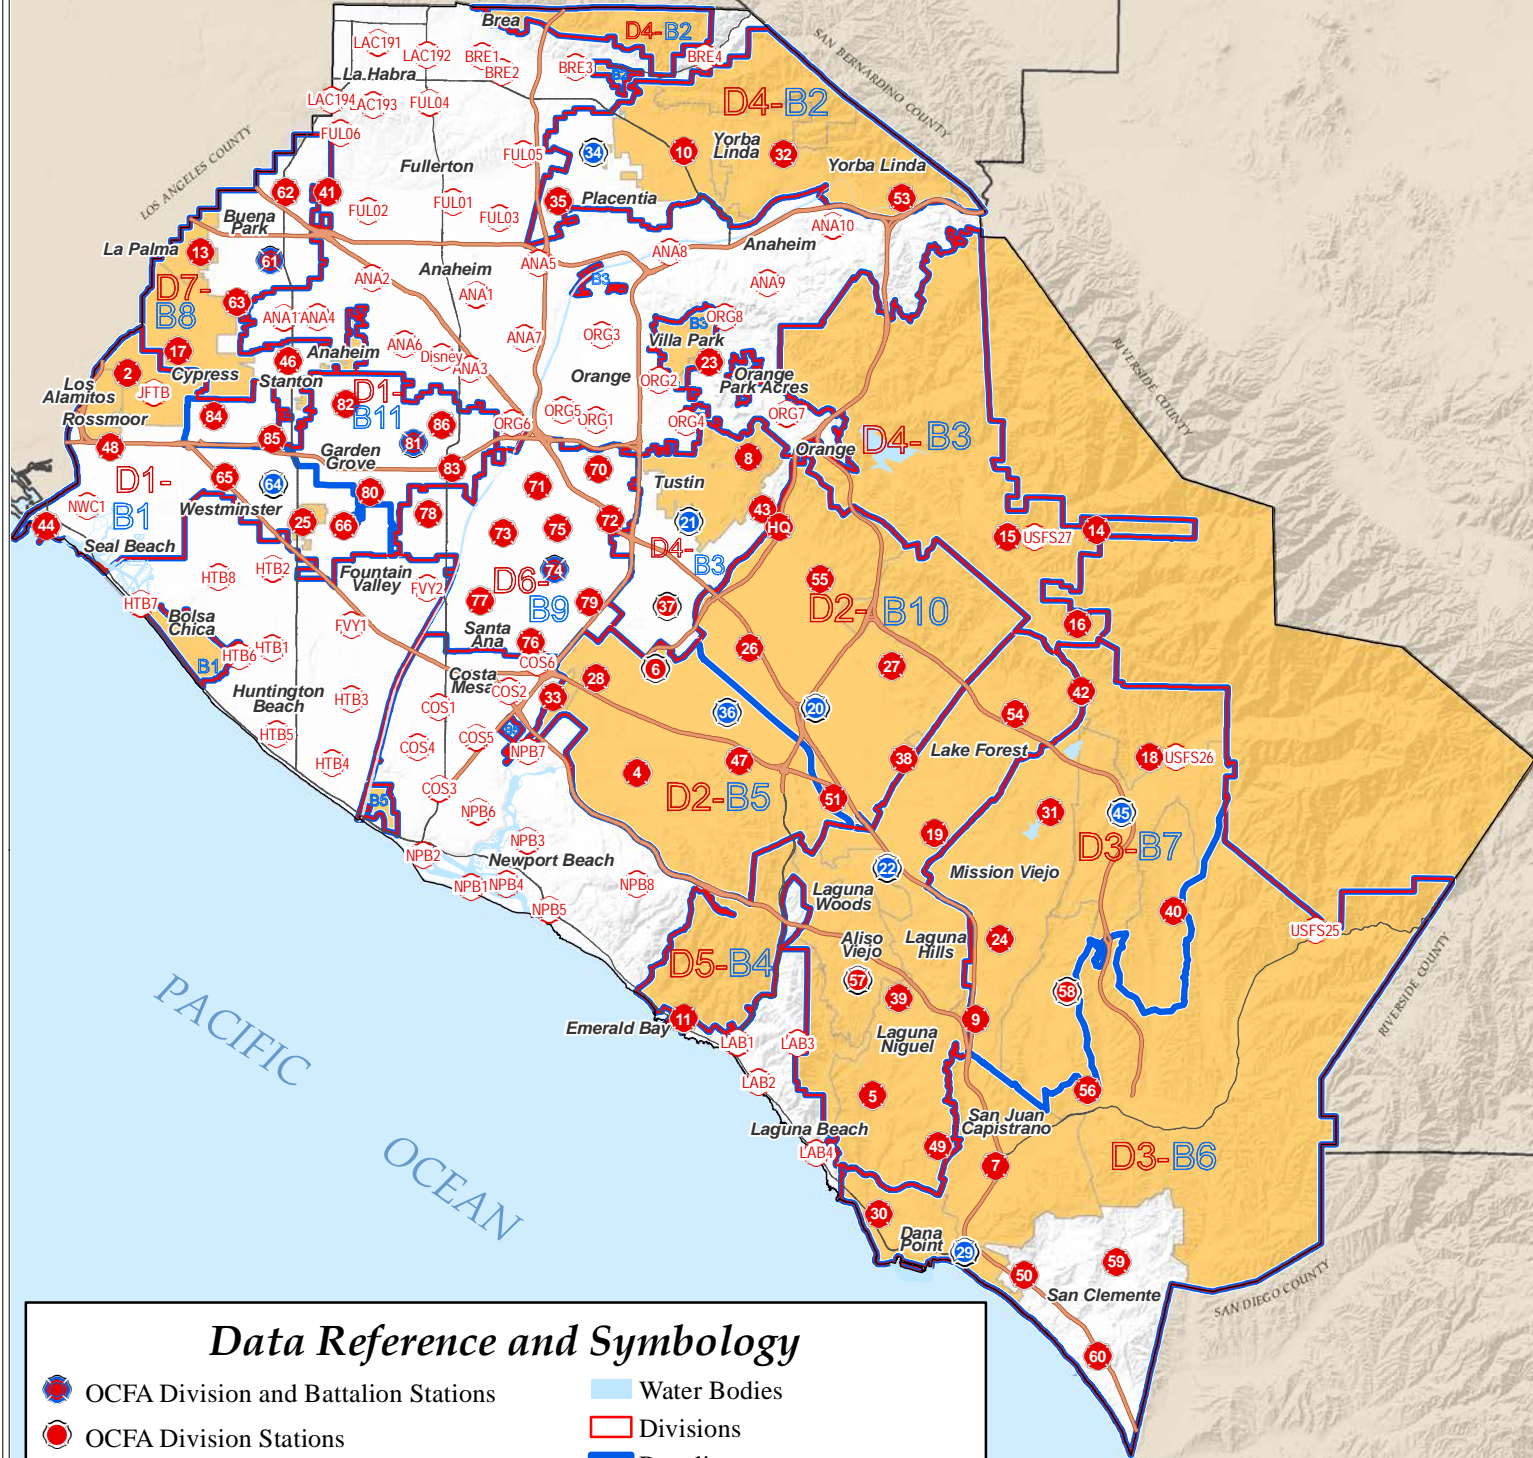 Brea
D4-B2
SAN BERNARDINO COUNTY
LAC191
LAC192
BRE1
BRE2
BRE3
BRE4
B2
La Habra
LAC194
LAC193
FUL04
D4-B2
FUL06
LOS ANGELES COUNTY
Fullerton
FUL05
34
10
Yorba
Linda
32
Yorba Linda
62
41
35
Placentia
53
FUL02
FUL01
FUL03
Buena
Park
ANA10
La Palma
13
61
Anaheim
ANA8
Anaheim
ANA5
ANA2
B3
ANA9
D7-
B8
63
ANA1
ANA1
ANA4
ORG8
B3
Villa Park
ANA6
ANA7
ORG3
17
46
Anaheim
Disney
ANA3
23
Orange
Park Acres
RIVERSIDE COUNTY
2
Cypress
Stanton
Orange
ORG2
Los
Alamitos
JFTB
D1-
B11
82
Rossmoor
84
86
ORG6
ORG5
ORG1
ORG4
ORG7
81
85
48
Garden
Grove
83
70
8
Orange
D4-B3
D1-
B1
65
64
80
71
Tustin
NWC1
Westminster
78
72
43
44
25
66
73
75
21
HQ
15
USFS27
14
Seal Beach
D4-
B3
HTB8
HTB2
Fountain
Valley
FVY2
D6-
B9
74
55
HTB7
77
79
37
D2-B10
Bolsa
Chica
FVY1
Santa
Ana
16
HTB1
HTB6
76
26
B1
COS6
6
27
Costa
Mesa
28
COS2
33
42
Huntington
Beach
HTB3
COS1
36
20
54
HTB5
COS5
B5
NPB7
Lake Forest
COS4
47
38
18
USFS26
HTB4
4
COS3
D2-B5
B5
51
31
45
NPB6
19
D3-B7
NPB3
NPB2
Newport Beach
22
Mission Viejo
NPB1
NPB4
NPB8
Laguna
Woods
NPB5
40
USFS25
Aliso
Viejo
Laguna
Hills
24
RIVERSIDE COUNTY
D5-B4
57
58
PACIFIC
39
9
Emerald Bay
11
Laguna
Niguel
LAB1
LAB3
LAB2
5
56
OCEAN
Laguna Beach
San Juan
Capistrano
LAB4
49
7
D3-B6
30
Dana
Point
29
50
59
San Clemente
SAN DIEGO COUNTY
60
Data Reference and Symbology
OCFA Division and Battalion Stations
Water Bodies
OCFA Division Stations
Divisions